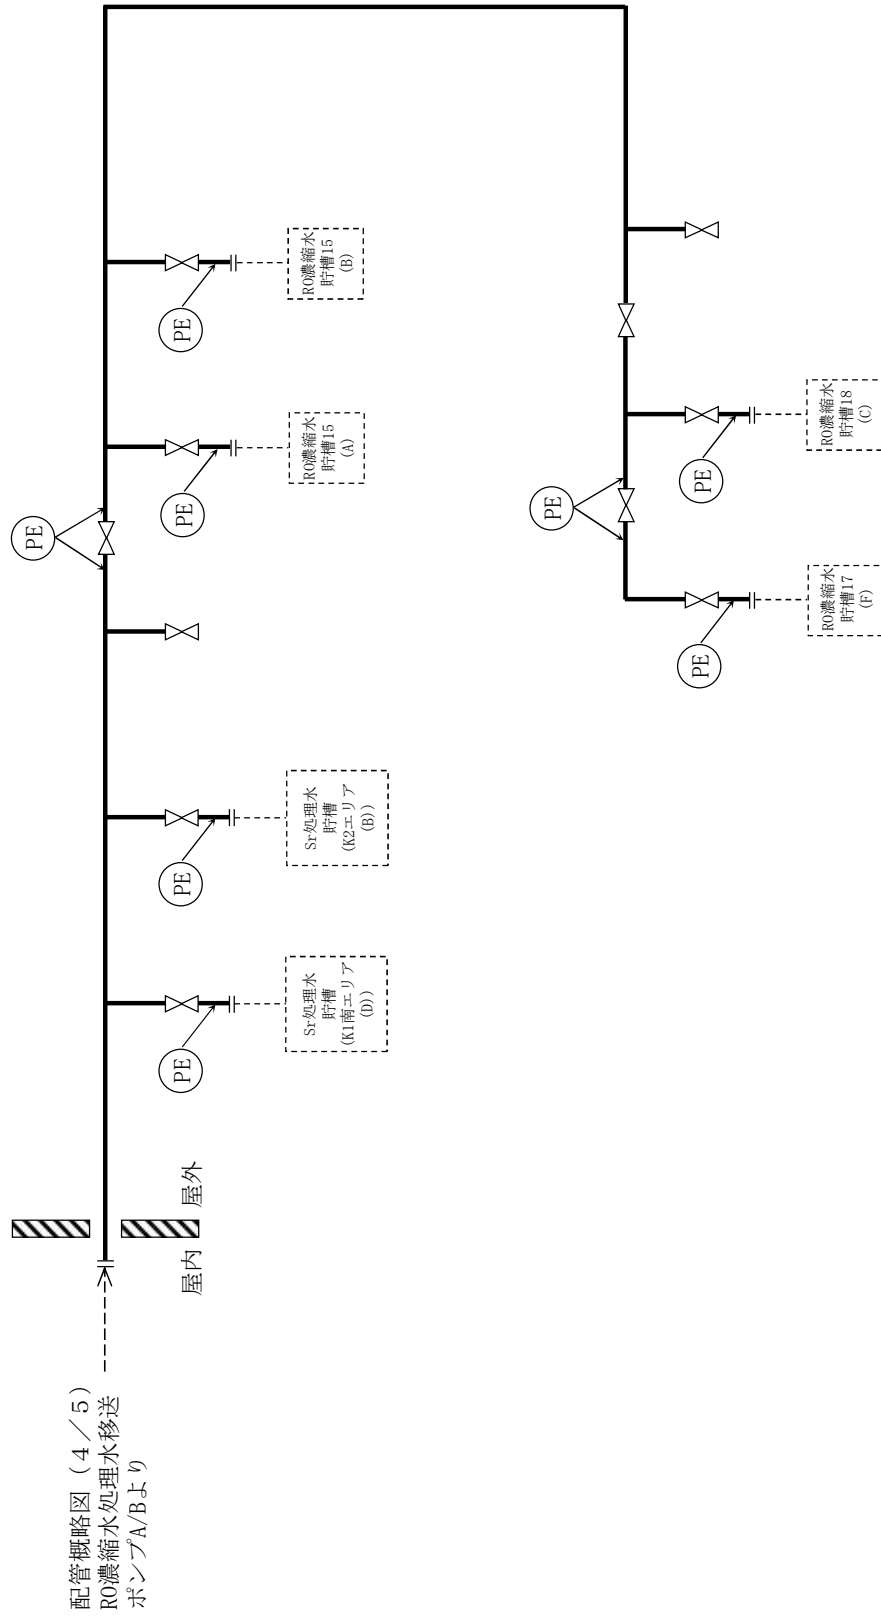 配管概略図（４／５）
RO濃縮水処理水移送
ポンプA/Bより
屋内
屋外
PE
Sr処理水
貯槽
(K1南エリア
(D))
PE
Sr処理水
貯槽
(K2エリア
(B))
PE
PE
RO濃縮水
貯槽15
(A)
PE
RO濃縮水
貯槽15
(B)
PE
RO濃縮水
貯槽17
(F)
PE
PE
RO濃縮水
貯槽18
(C)